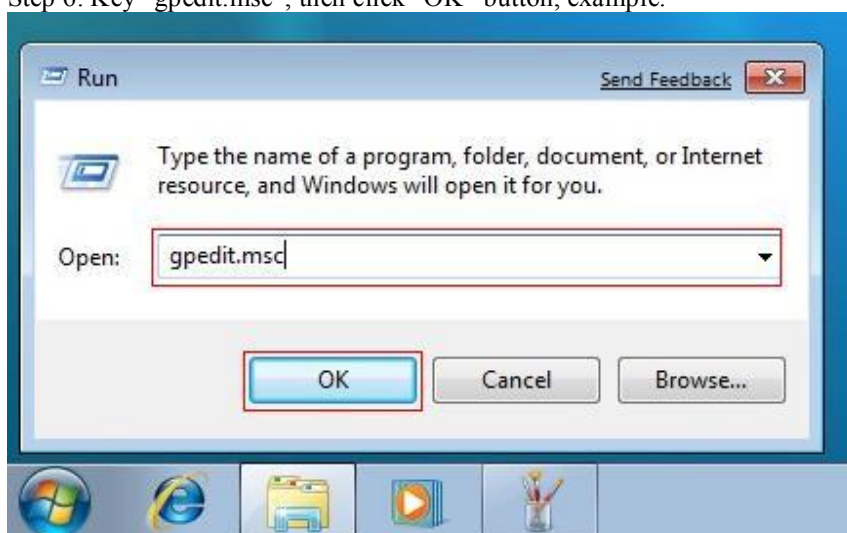 Step 6: Key "gpedit.msc", then click "OK" button, example:
Run
Send Feedback
Type the name of a program, folder, document, or Internet
resource, and Windows will open it for you.
Open:
gpedit.msc
OK
Cancel
Browse...